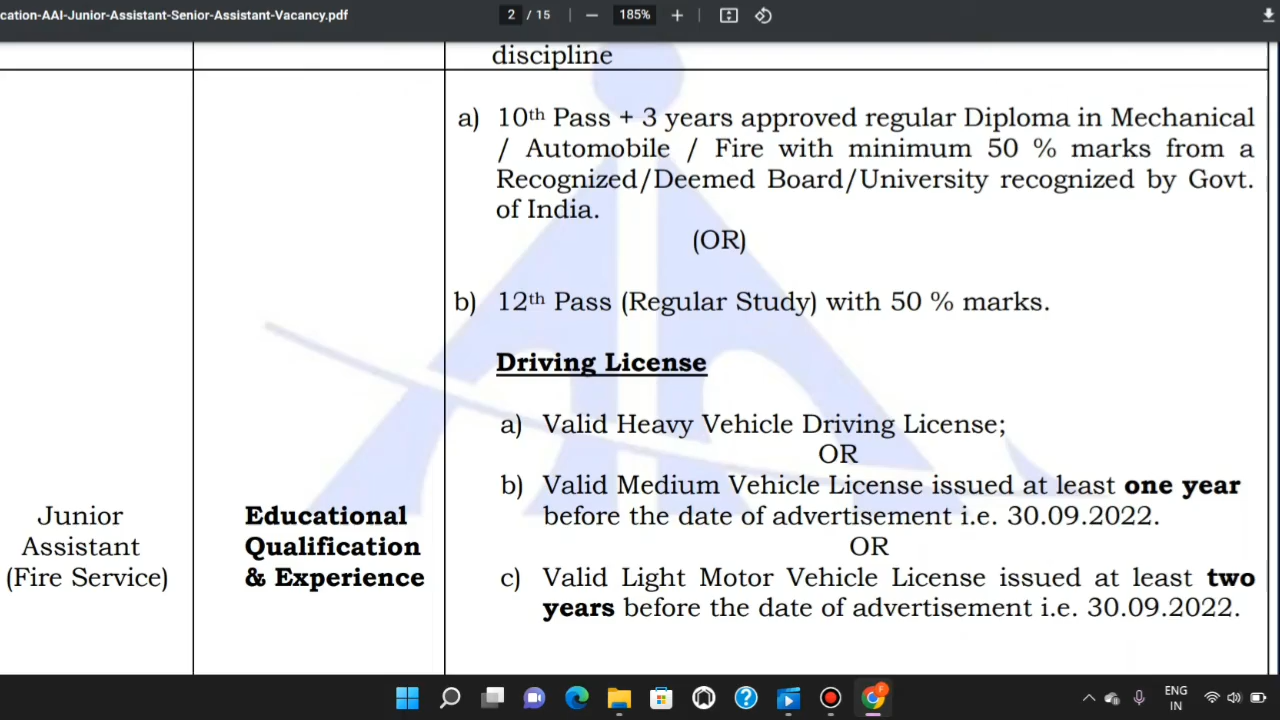 cation-AAI-Junior-Assistant-Senior-Assistant-Vacancy.pdf
2 / 15
185%
discipline
a) 10th Pass + 3 years approved regular Diploma in Mechanical
/ Automobile / Fire with minimum 50 % marks from a
Recognized/Deemed Board/University recognized by Govt.
of India.
(OR)
b) 12th Pass (Regular Study) with 50 % marks.
Driving License
a) Valid Heavy Vehicle Driving License;
OR
b) Valid Medium Vehicle License issued at least one year
before the date of advertisement i.e. 30.09.2022.
OR
c) Valid Light Motor Vehicle License issued at least two
years before the date of advertisement i.e. 30.09.2022.
Junior
Assistant
(Fire Service)
Educational
Qualification
& Experience
ENG
IN